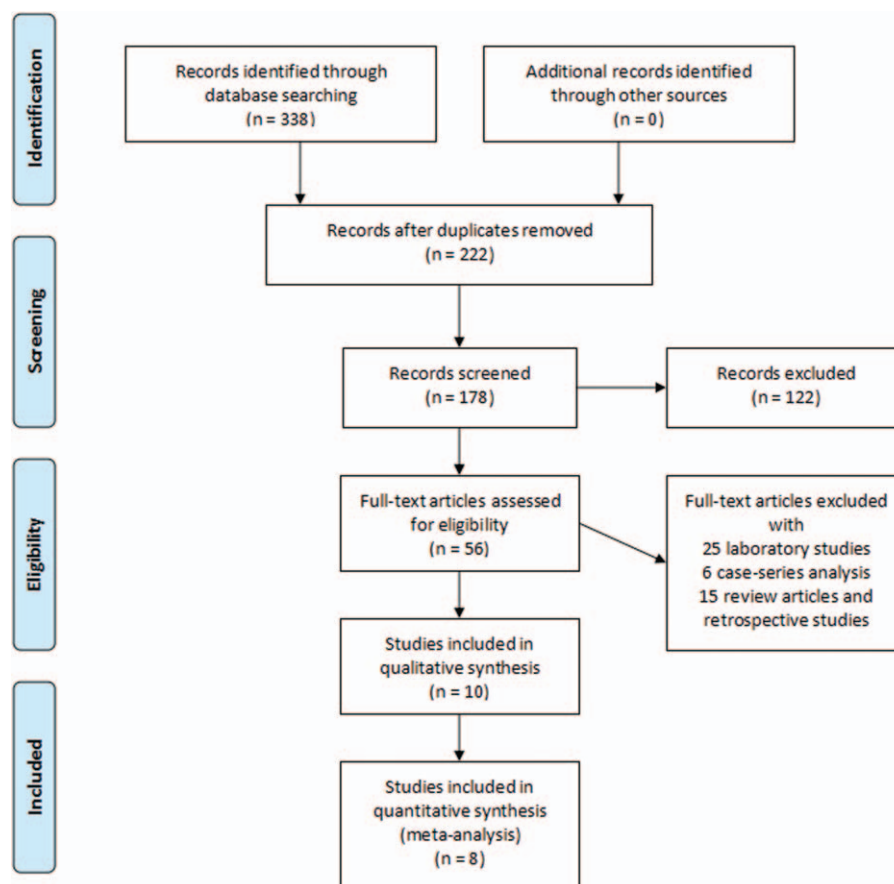 Identification
Records identified through
database searching
(n = 338)
Additional records identified
through other sources
(n = 0)
Records after duplicates removed
(n = 222)
Screening
Records screened
(n = 178)
Records excluded
(n = 122)
Eligibility
Full-text articles assessed
for eligibility
(n = 56)
Full-text articles excluded
with
25 laboratory studies
6 case-series analysis
15 review articles and
retrospective studies
Studies included in
qualitative synthesis
(n = 10)
Included
Studies included in
quantitative synthesis
(meta-analysis)
(n = 8)